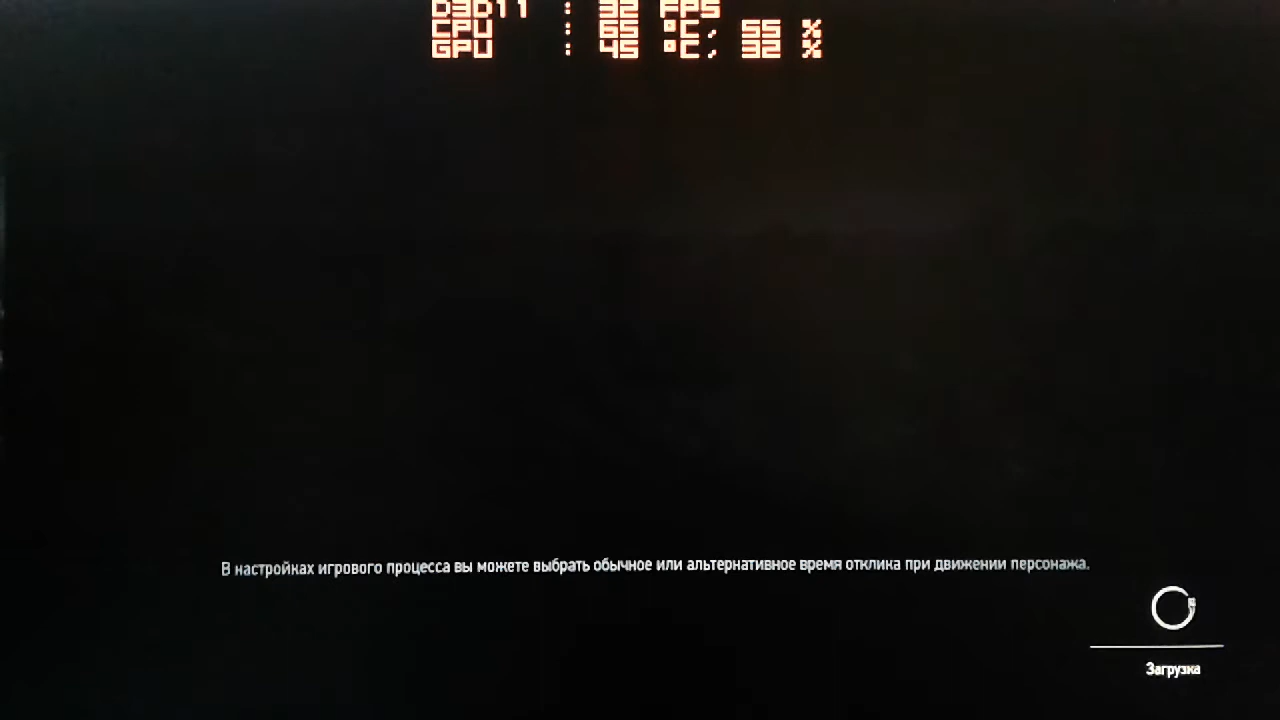 D3D11 : 32 FPS
CPU : 65 °C, 55 %
GPU : 45 °C, 32 %
В настройках игрового процесса вы можете выбрать обычное или альтернативное время отклика при движении персонажа.
Загрузка